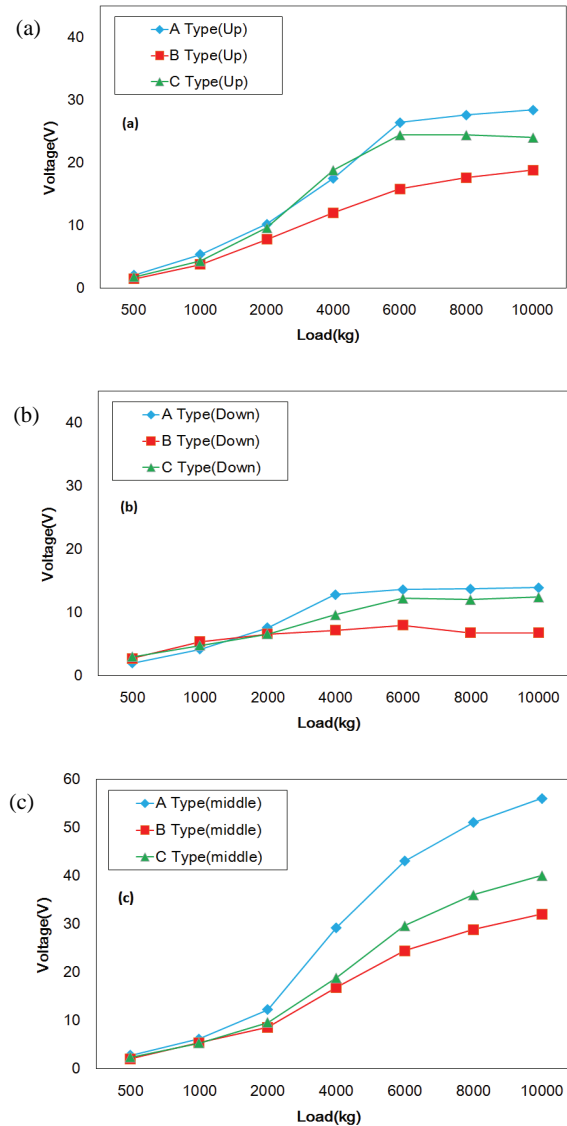 (a)
A Type(Up)
B Type(Up)
C Type(Up)
(a)
Voltage(V)
40
30
20
10
0
500 1000 2000 4000 6000 8000 10000
Load(kg)
(b)
A Type(Down)
B Type(Down)
C Type(Down)
(b)
Voltage(V)
40
30
20
10
0
500 1000 2000 4000 6000 8000 10000
Load(kg)
(c)
A Type(middle)
B Type(middle)
C Type(middle)
(c)
Voltage(V)
60
50
40
30
20
10
0
500 1000 2000 4000 6000 8000 10000
Load(kg)